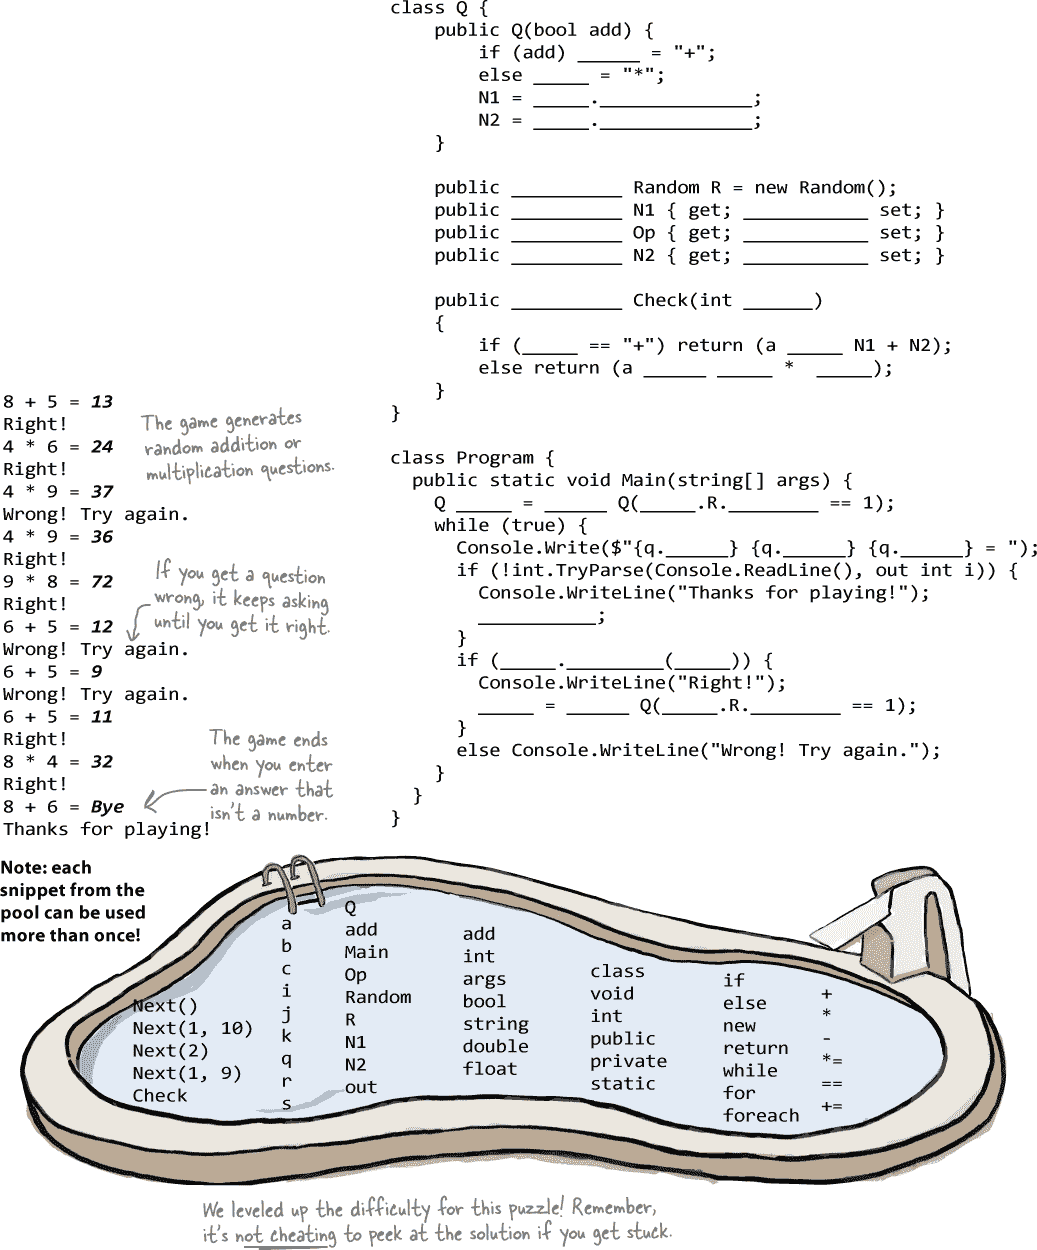 class Q {
    public Q(bool add) {
        if (add) _____ = "+";
        else _____ = "*";
        N1 = _____.______________;
        N2 = _____.______________;
    }

    public __________ Random R = new Random();
    public __________ N1 { get; ___________ set; }
    public __________ Op { get; ___________ set; }
    public __________ N2 { get; ___________ set; }

    public __________ Check(int ______)
    {
        if (_____ == "+") return (a _____ N1 + N2);
        else return (a _____ _____ * _____);
    }
}

class Program {
  public static void Main(string[] args) {
    Q _____ = _____ Q(_____.R.________ == 1);
    while (true) {
      Console.Write($"{q.______} {q.______} {q.______} = ");
      if (!int.TryParse(Console.ReadLine(), out int i)) {
        Console.WriteLine("Thanks for playing!");
        ___________;
      }
      if (_____._________(_____)) {
        Console.WriteLine("Right!");
        _____ = ______ Q(_____.R.________ == 1);
      }
      else Console.WriteLine("Wrong! Try again.");
    }
  }
}
8 + 5 = 13
Right!
4 * 6 = 24
Right!
4 * 9 = 37
Wrong! Try again.
4 * 9 = 36
Right!
9 * 8 = 72
Right!
6 + 5 = 12
Wrong! Try again.
6 + 5 = 9
Wrong! Try again.
6 + 5 = 11
Right!
8 * 4 = 32
Right!
8 + 6 = Bye
Thanks for playing!
The game generates
random addition or
multiplication questions.
If you get a question
wrong, it keeps asking
until you get it right.
The game ends
when you enter
an answer that
isn't a number.
Note: each
snippet from the
pool can be used
more than once!
Next()
Next(1, 10)
Next(2)
Next(1, 9)
Check
a
b
c
i
j
k
q
r
s
Q
add
Main
Op
Random
R
N1
N2
out
add
int
args
bool
string
double
float
class
void
int
public
private
static
if
else
new
return
while
for
foreach
+
*
-
*=
==
+=
We leveled up the difficulty for this puzzle! Remember,
it's not cheating to peek at the solution if you get stuck.